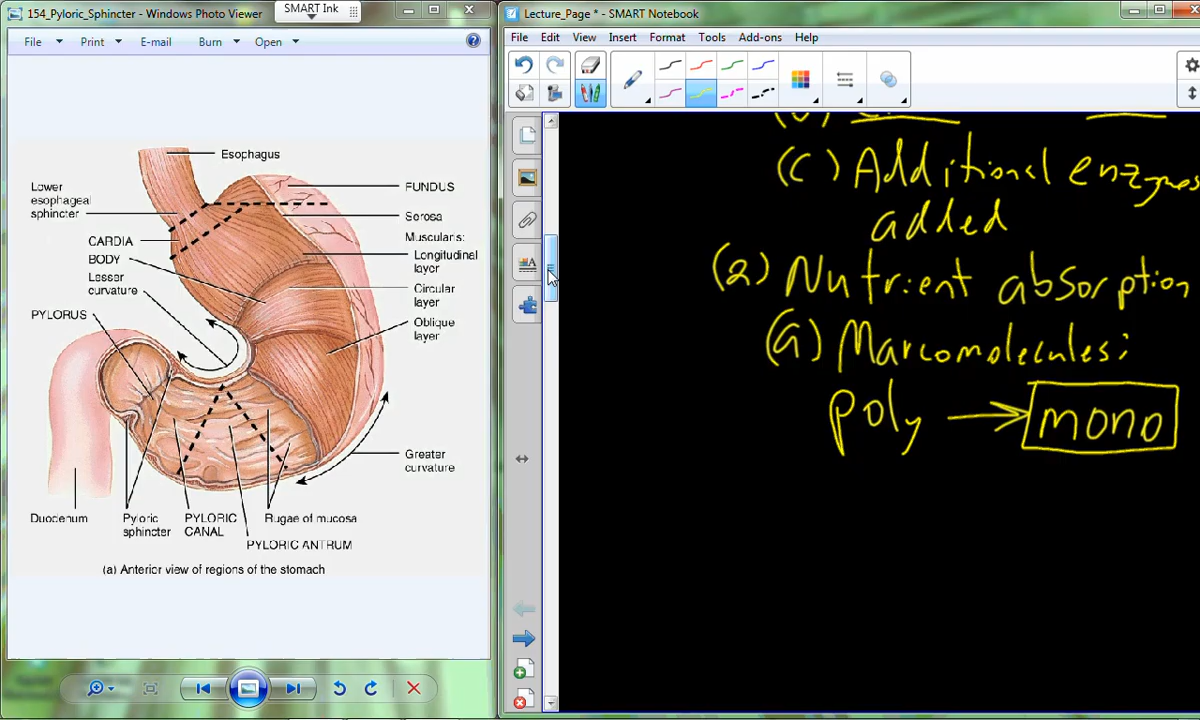 154_Pyloric_Sphincter - Windows Photo Viewer
SMART Ink
File Print E-mail Burn Open
Esophagus
Lower
esophageal
sphincter
FUNDUS
Serosa
CARDIA
Muscularis:
BODY
Longitudinal
layer
Lesser
curvature
Circular
layer
PYLORUS
Oblique
layer
Greater
curvature
Duodenum
Pyloric
sphincter
PYLORIC
CANAL
Rugae of mucosa
PYLORIC ANTRUM
(a) Anterior view of regions of the stomach
Lecture_Page * - SMART Notebook
File Edit View Insert Format Tools Add-ons Help
(c) Additional enzymes
added
(2) Nutrient absorption
(a) Marcomolecules:
poly → mono